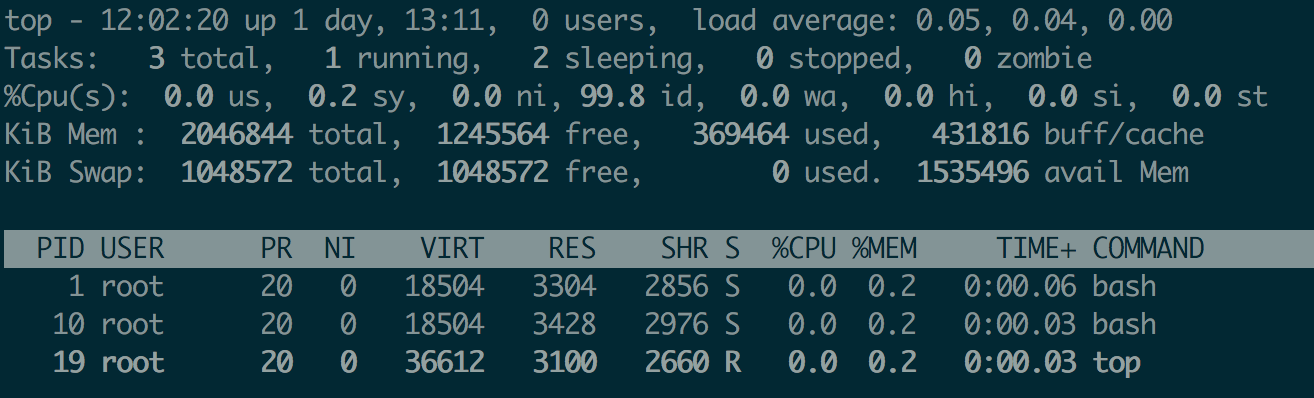 top - 12:02:20 up 1 day, 13:11,  0 users,  load average: 0.05, 0.04, 0.00
Tasks:   3 total,   1 running,   2 sleeping,   0 stopped,   0 zombie
%Cpu(s):  0.0 us,  0.2 sy,  0.0 ni, 99.8 id,  0.0 wa,  0.0 hi,  0.0 si,  0.0 st
KiB Mem :  2046844 total,  1245564 free,   369464 used,   431816 buff/cache
KiB Swap:  1048572 total,  1048572 free,        0 used.  1535496 avail Mem
  PID USER      PR  NI    VIRT    RES    SHR S  %CPU %MEM     TIME+ COMMAND
    1 root      20   0   18504   3304   2856 S   0.0  0.2   0:00.06 bash
   10 root      20   0   18504   3428   2976 S   0.0  0.2   0:00.03 bash
   19 root      20   0   36612   3100   2660 R   0.0  0.2   0:00.03 top